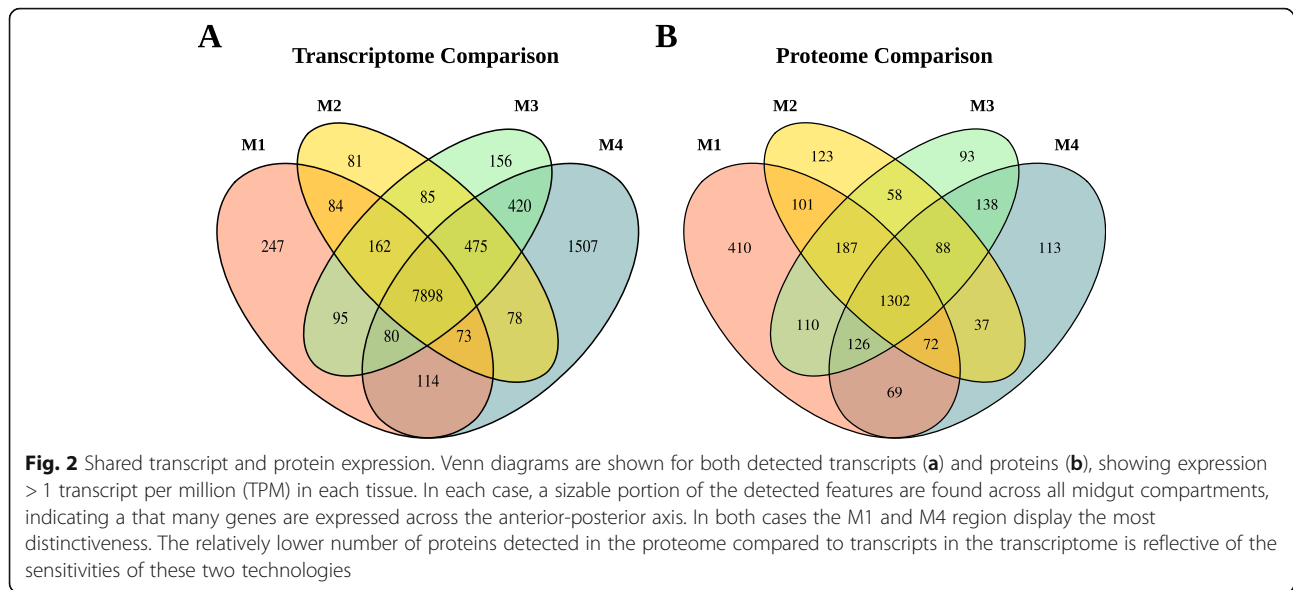 A
Transcriptome Comparison
M1
M2
M3
M4
81
156
84
85
420
247
162
475
1507
7898
95
80
73
78
114
B
Proteome Comparison
M1
M2
M3
M4
123
93
101
58
138
410
187
88
113
1302
110
126
72
37
69
Fig. 2 Shared transcript and protein expression. Venn diagrams are shown for both detected transcripts (a) and proteins (b), showing expression
> 1 transcript per million (TPM) in each tissue. In each case, a sizable portion of the detected features are found across all midgut compartments,
indicating a that many genes are expressed across the anterior-posterior axis. In both cases the M1 and M4 region display the most
distinctiveness. The relatively lower number of proteins detected in the proteome compared to transcripts in the transcriptome is reflective of the
sensitivities of these two technologies